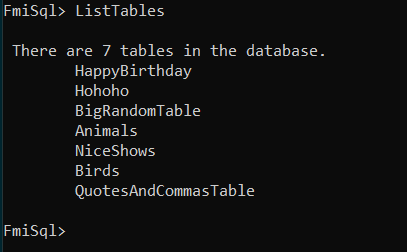 FmiSql> ListTables
There are 7 tables in the database.
HappyBirthday
Hohoho
BigRandomTable
Animals
NiceShows
Birds
QuotesAndCommasTable
FmiSql>